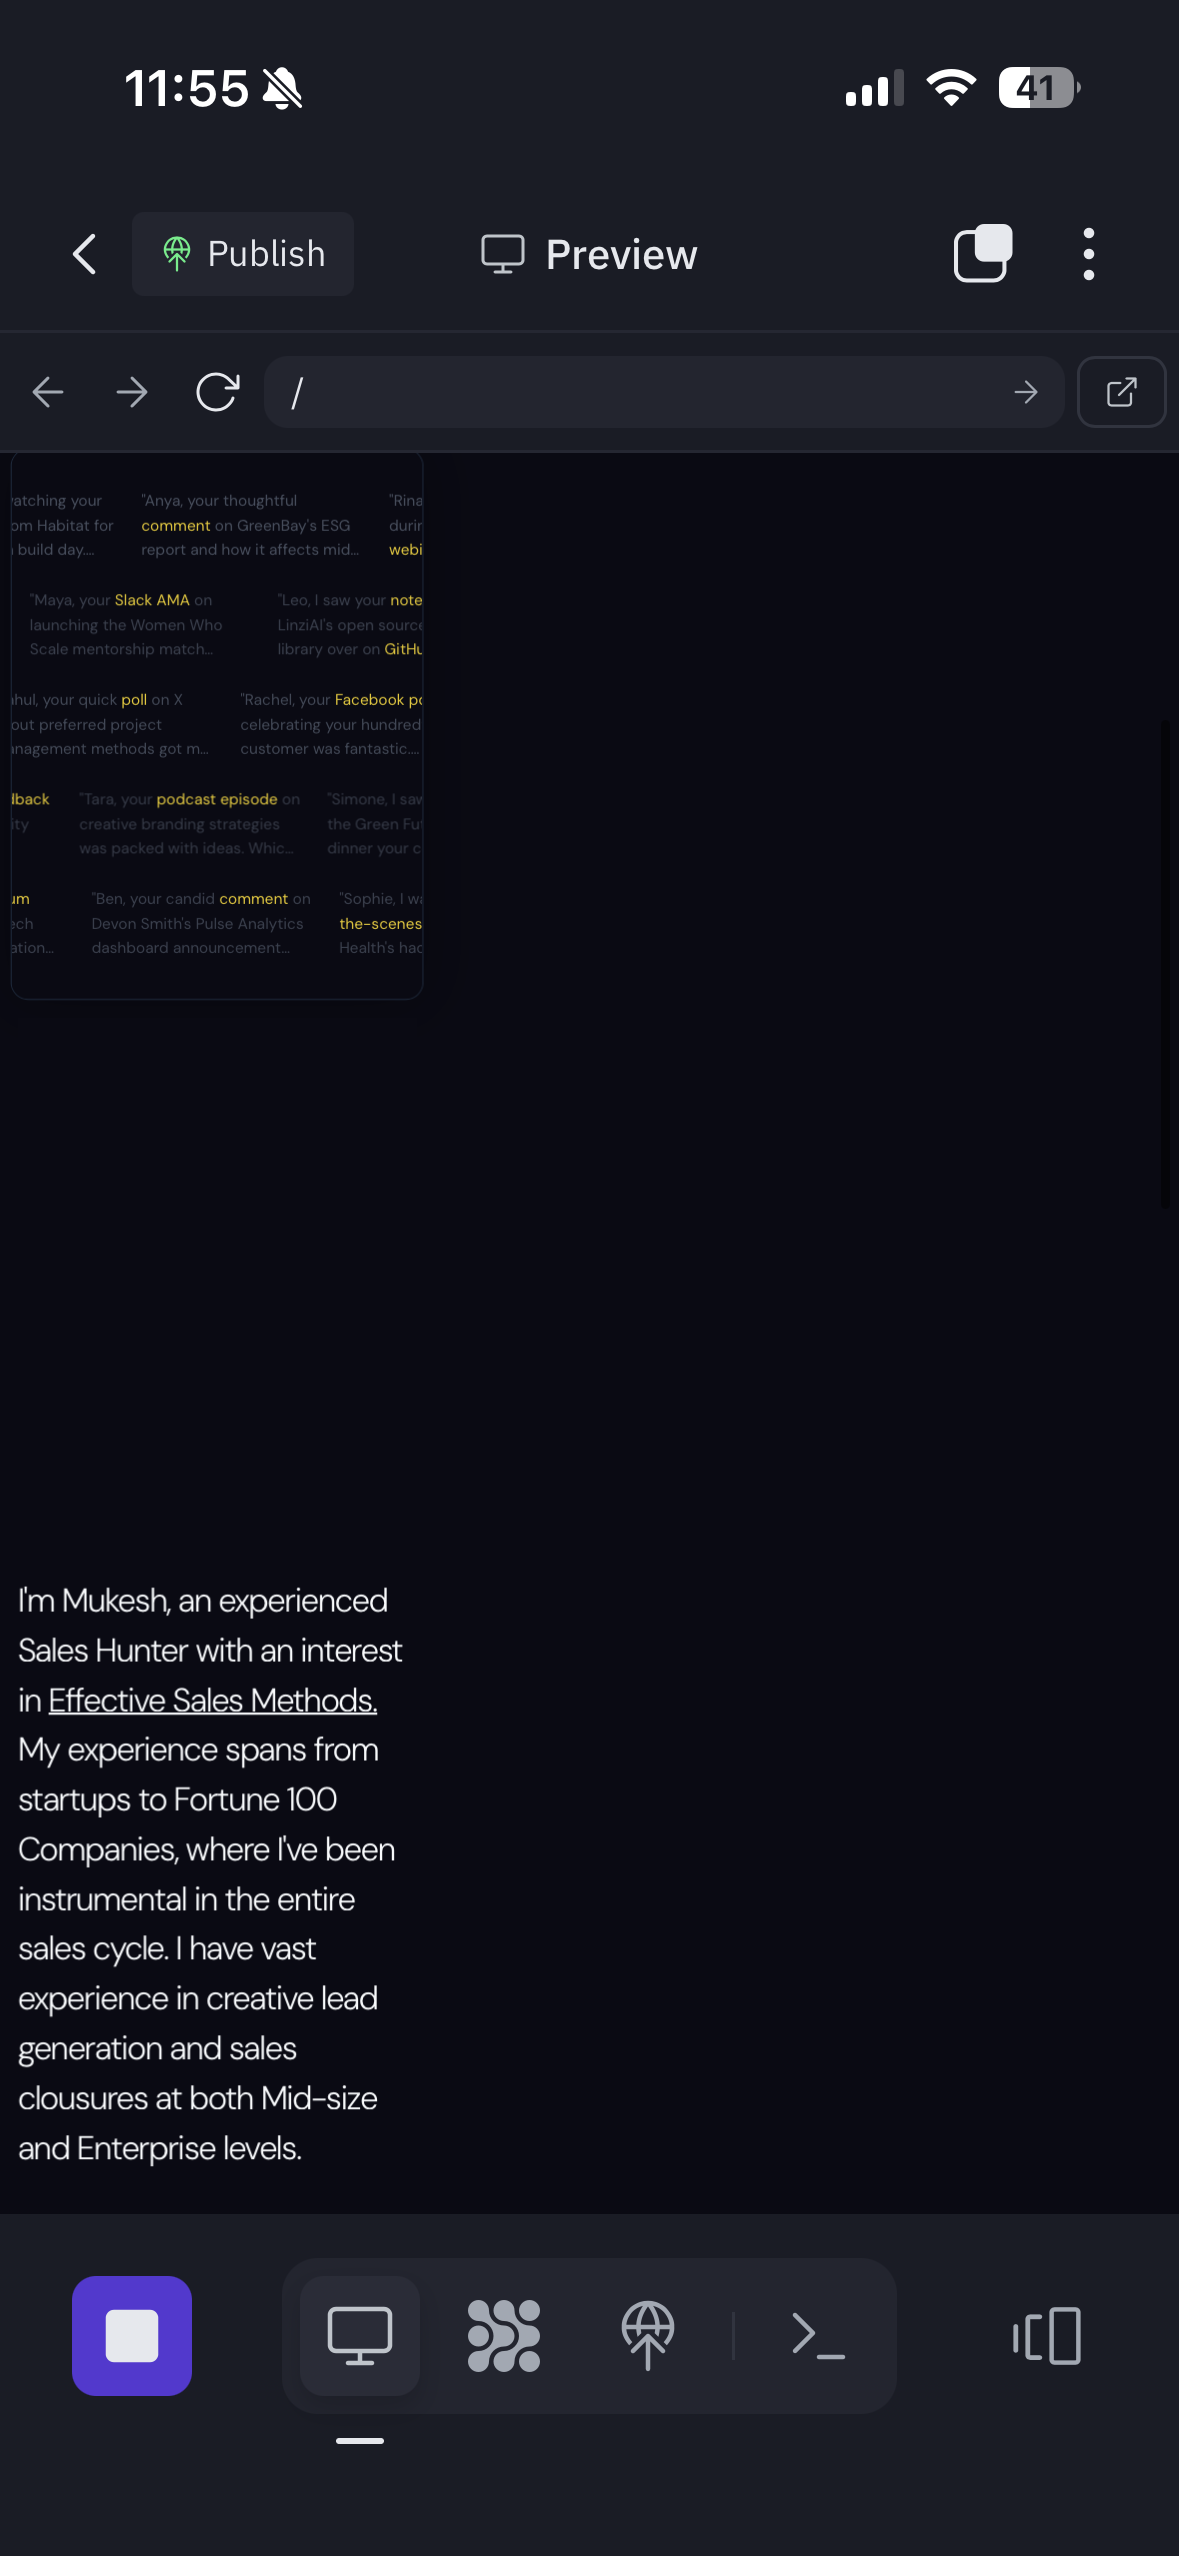 11:55
41
Publish
Preview
/
atching your
om Habitat for
build day....
"Anya, your thoughtful
comment on GreenBay's ESG
report and how it affects mid...
"Rina
durin
webi
"Maya, your Slack AMA on
launching the Women Who
Scale mentorship match...
"Leo, I saw your note
LinziAI's open source
library over on GitHu
hul, your quick poll on X
out preferred project
nagement methods got m...
"Rachel, your Facebook po
celebrating your hundred
customer was fantastic....
dback
ity
"Tara, your podcast episode on
creative branding strategies
was packed with ideas. Whic...
"Simone, I saw
the Green Fut
dinner your c
um
ech
ation...
"Ben, your candid comment on
Devon Smith's Pulse Analytics
dashboard announcement...
"Sophie, I wa
the-scenes
Health's hac
I'm Mukesh, an experienced
Sales Hunter with an interest
in Effective Sales Methods.
My experience spans from
startups to Fortune 100
Companies, where I've been
instrumental in the entire
sales cycle. I have vast
experience in creative lead
generation and sales
clousures at both Mid-size
and Enterprise levels.